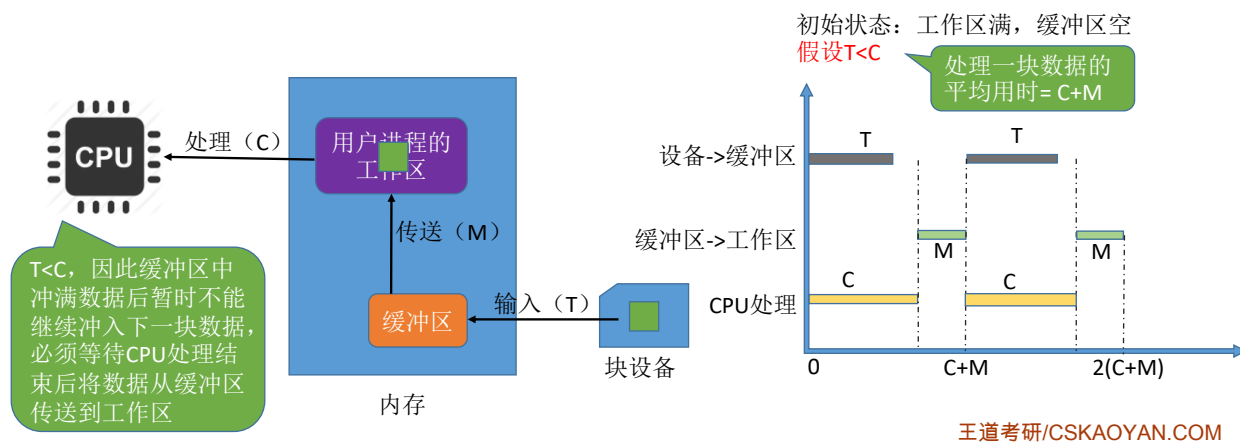 初始状态：工作区满，缓冲区空
假设T<C
处理一块数据的
平均用时= C+M
CPU
处理（C）
用户进程的
工作区
传送（M）
缓冲区
输入（T）
块设备
内存
T<C，因此缓冲区中
冲满数据后暂时不能
继续冲入下一块数据，
必须等待CPU处理结
束后将数据从缓冲区
传送到工作区
设备->缓冲区
T
T
缓冲区->工作区
M
M
CPU处理
C
C
0
C+M
2(C+M)
王道考研/CSKAOYAN.COM